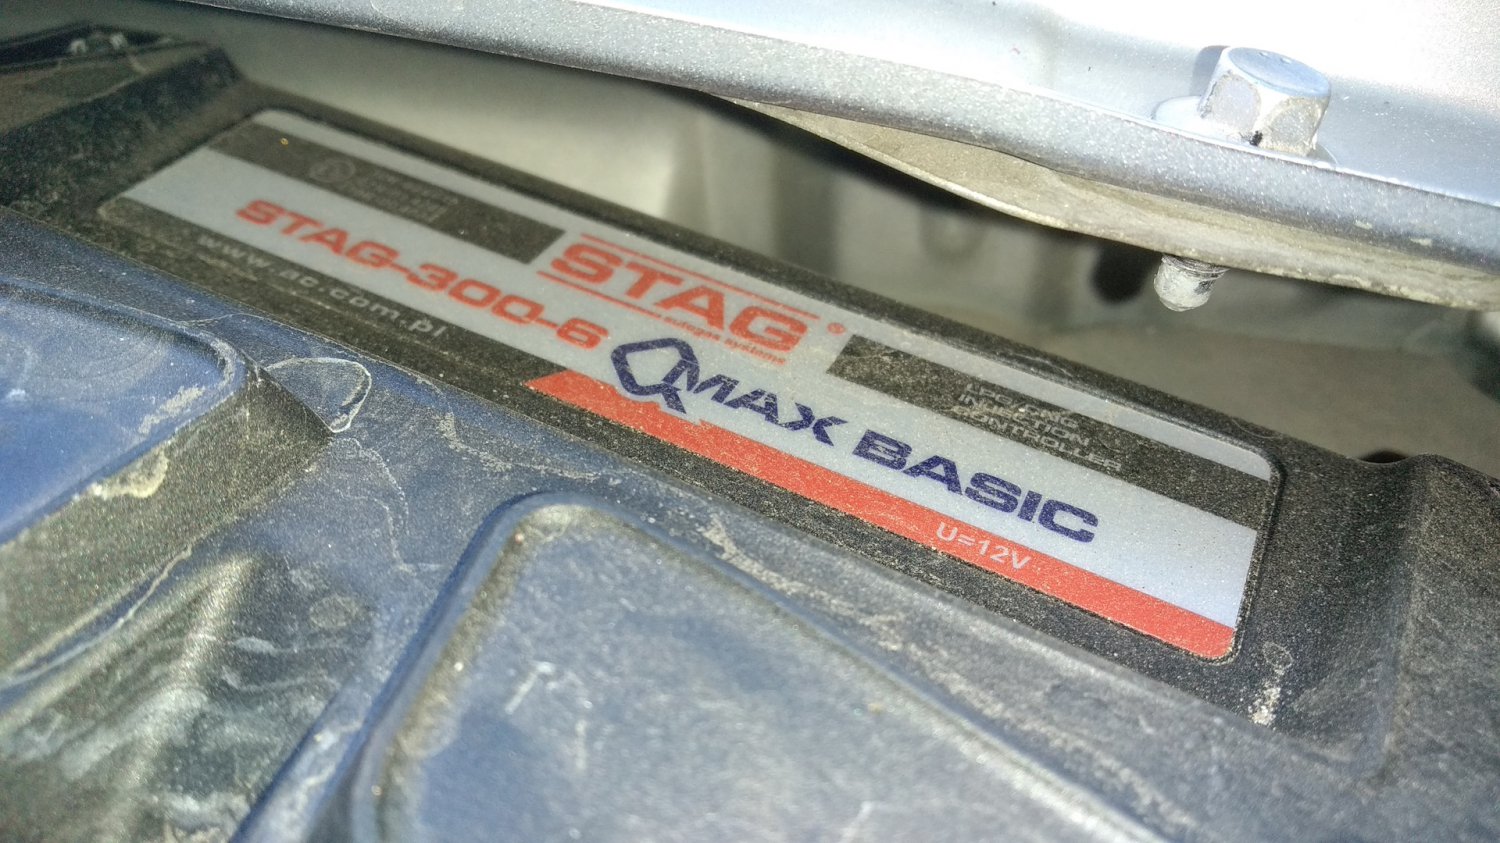 STAG®
autogas systems
STAG-300-6
QMAX BASIC
www.ac.com.pl
LPG/CNG
INJECTION
CONTROLLER
U=12V